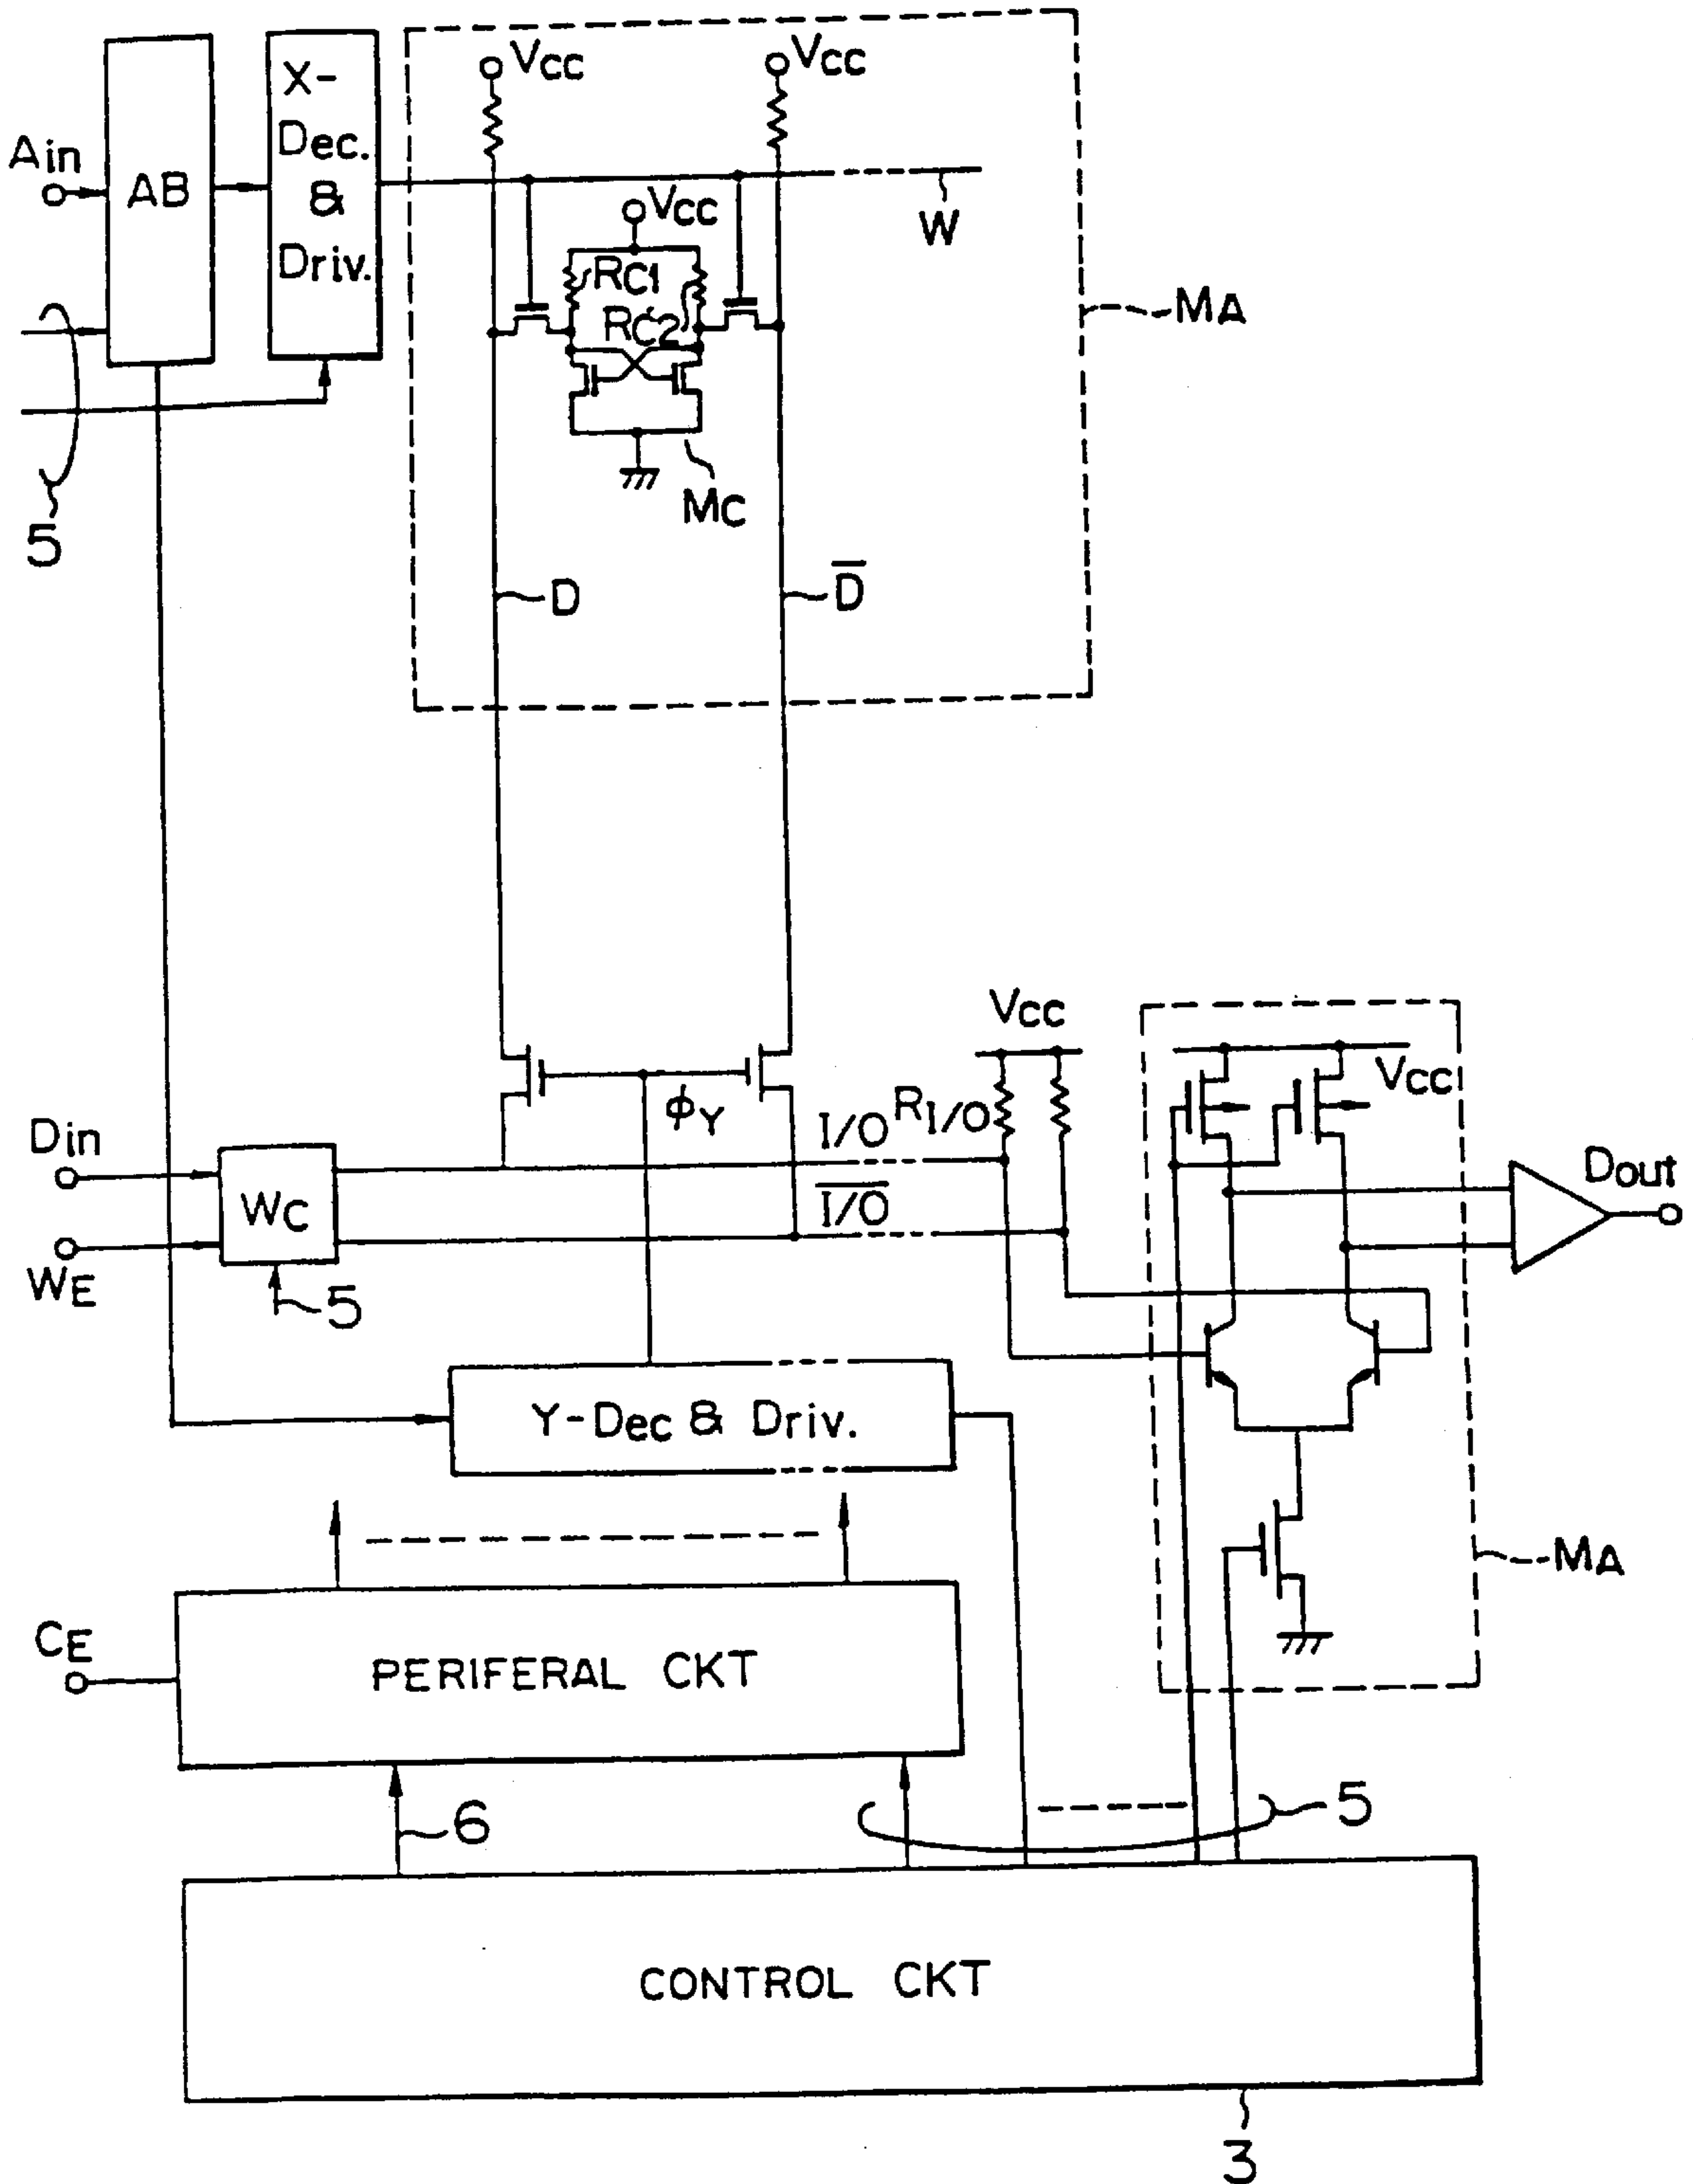 Vcc
Vcc
X-
Dec.
&
Driv.
Ain
AB
Vcc
W
RC1
RC2
MA
Mc
5
D
D̅
Vcc
Vcc
ϕY
I/O
RI/O
Din
Dout
Wc
I̅/̅O̅
WE
5
Y-Dec & Driv.
MA
CE
PERIFERAL CKT
6
5
CONTROL CKT
3